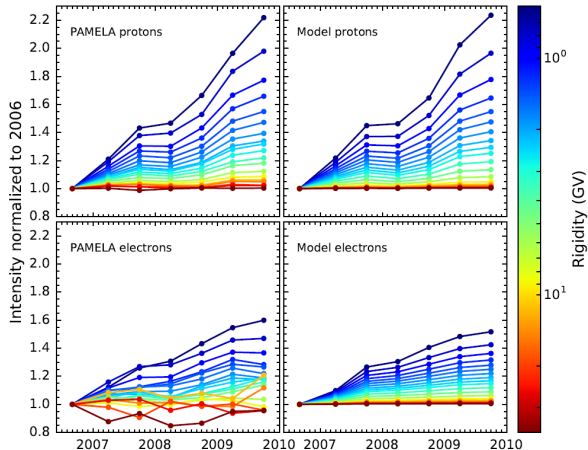 2.2
2.0
1.8
1.6
1.4
1.2
1.0
0.8
PAMELA protons
Model protons
2.2
2.0
1.8
1.6
1.4
1.2
1.0
0.8
PAMELA electrons
Model electrons
2007 2008 2009 2007 2008 2009 2010
Intensity normalized to 2006
10⁰
10¹
Rigidity (GV)